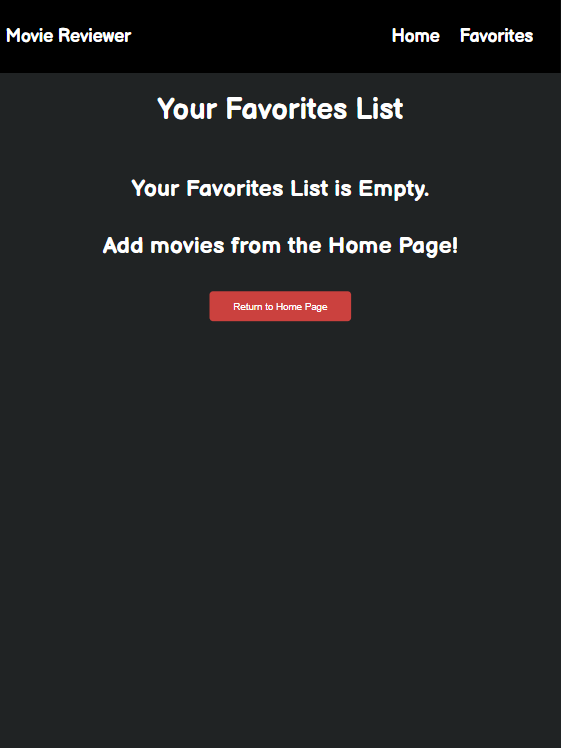 Movie Reviewer Home Favorites
Your Favorites List
Your Favorites List is Empty.
Add movies from the Home Page!
Return to Home Page